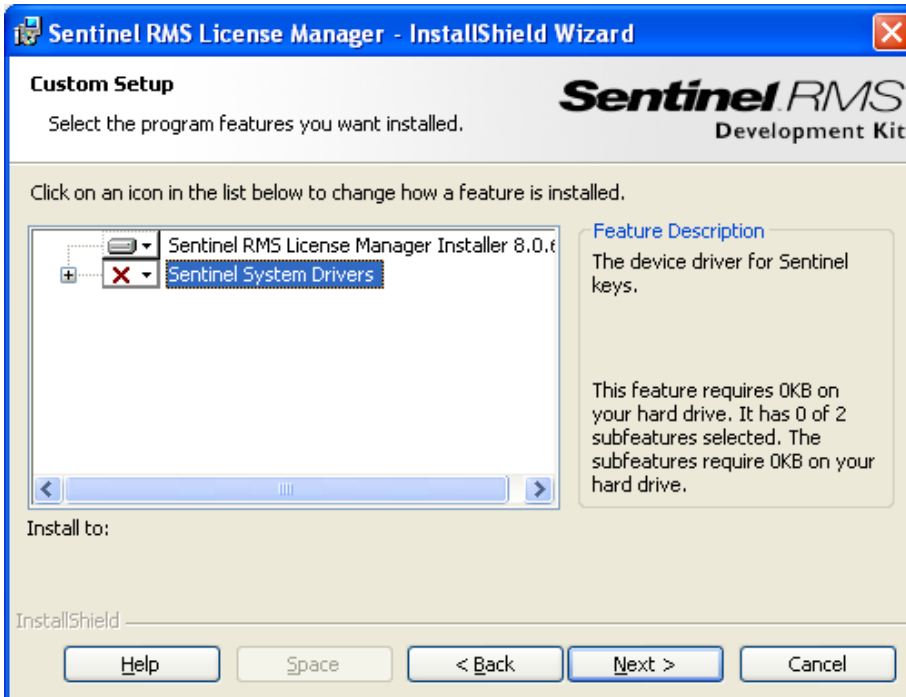 Sentinel RMS License Manager - InstallShield Wizard
Custom Setup
Select the program features you want installed.
Sentinel RMS
Development Kit
Click on an icon in the list below to change how a feature is installed.
Sentinel RMS License Manager Installer 8.0.6
Sentinel System Drivers
Feature Description
The device driver for Sentinel
keys.
This feature requires 0KB on
your hard drive. It has 0 of 2
subfeatures selected. The
subfeatures require 0KB on your
hard drive.
Install to:
InstallShield
Help
Space
< Back
Next >
Cancel